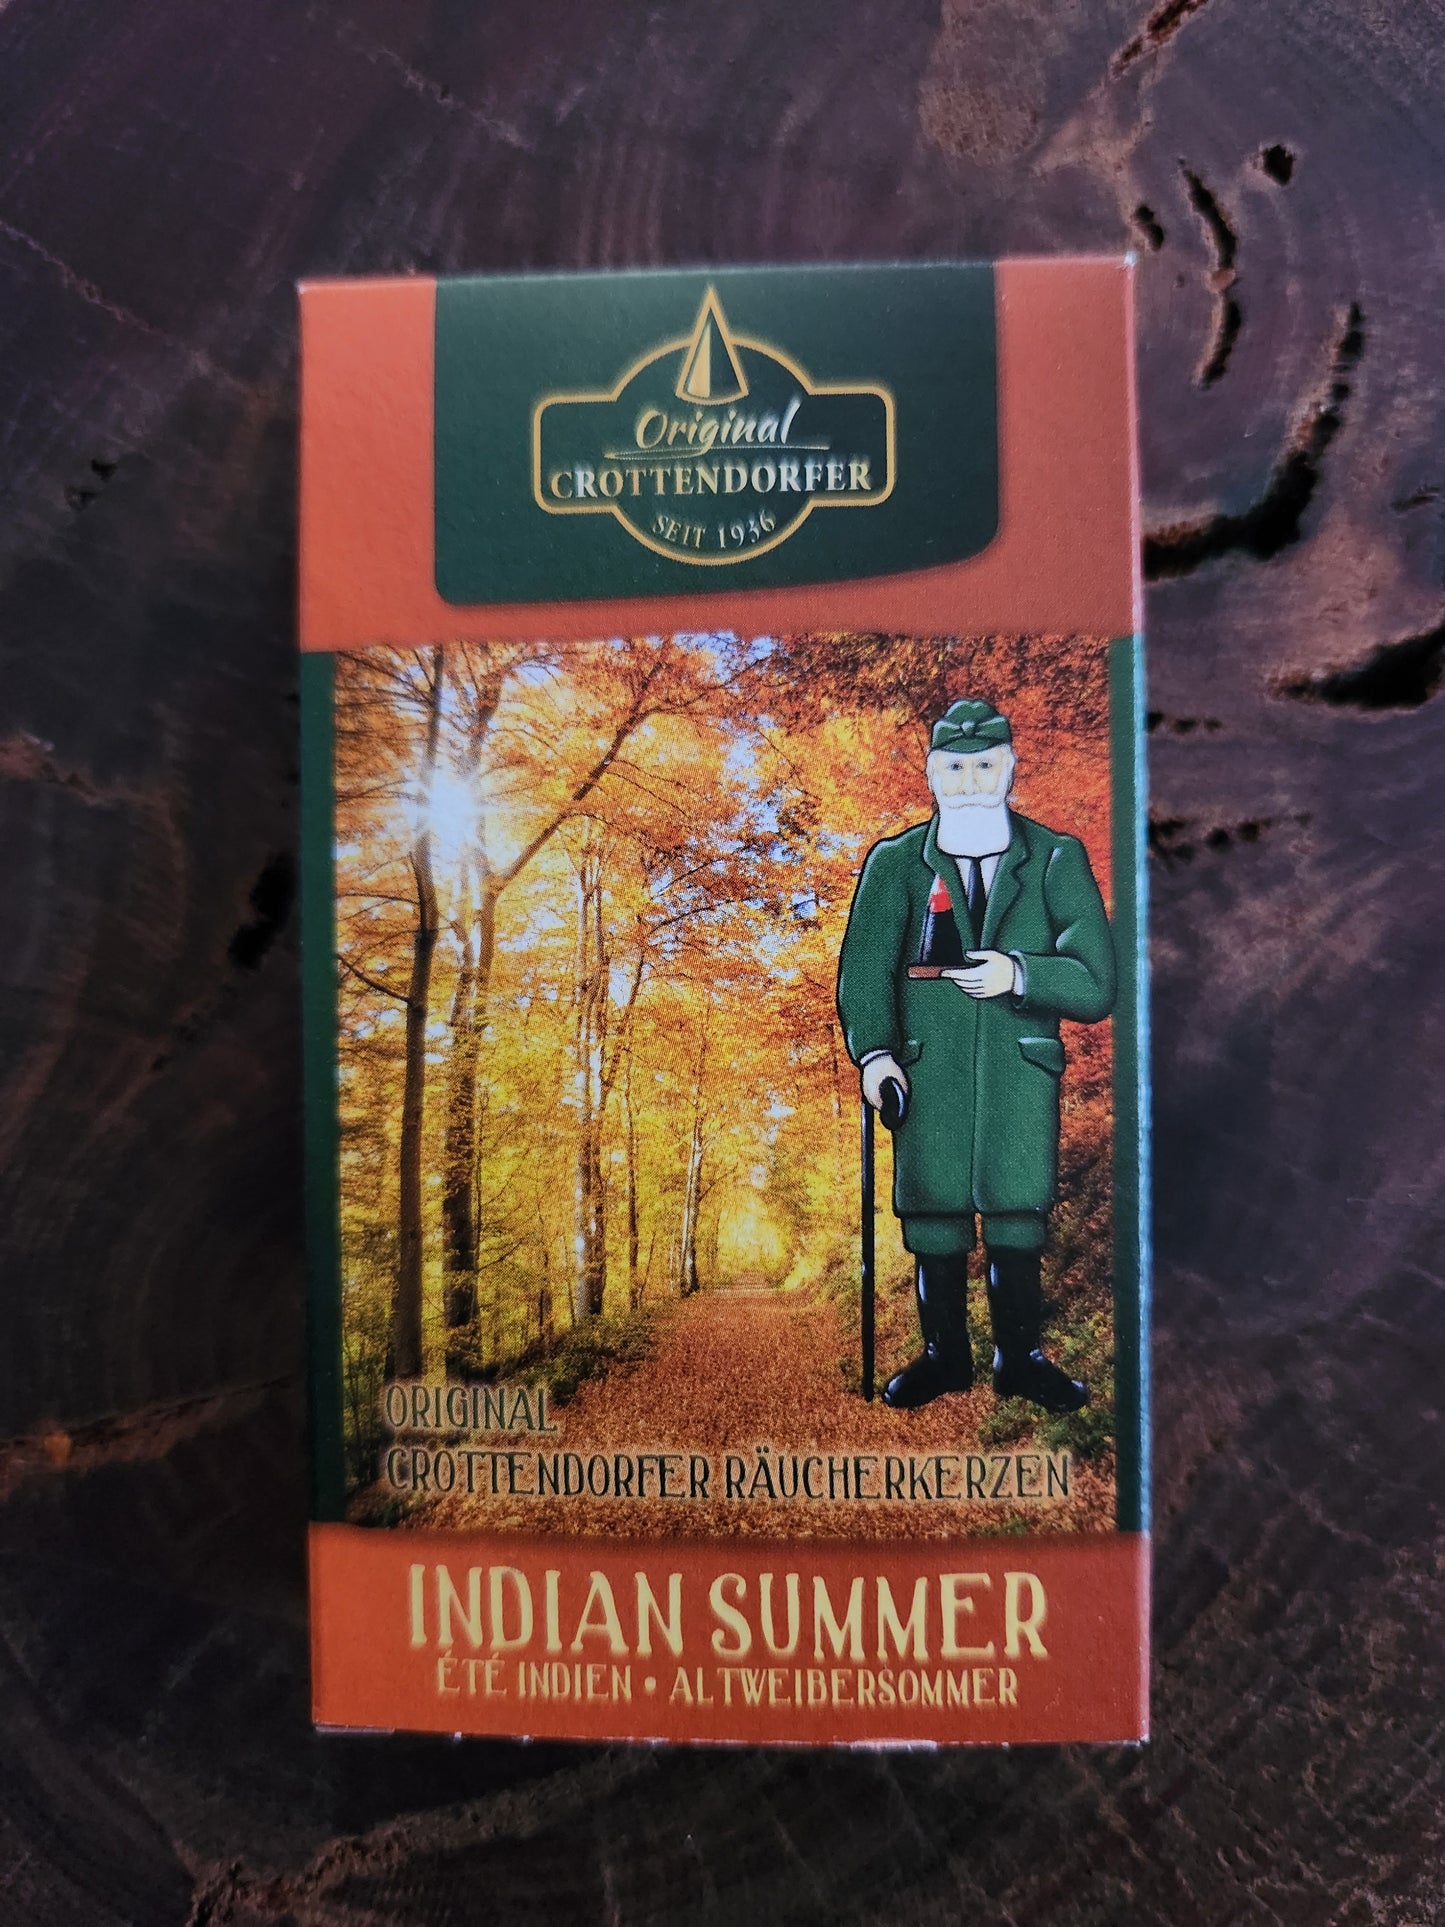 Original
CROTTENDORFER
SEIT 1936
ORIGINAL
CROTTENDORFER RÄUCHERKERZEN
INDIAN SUMMER
ÉTÉ INDIEN • ALTWEIBERSOMMER